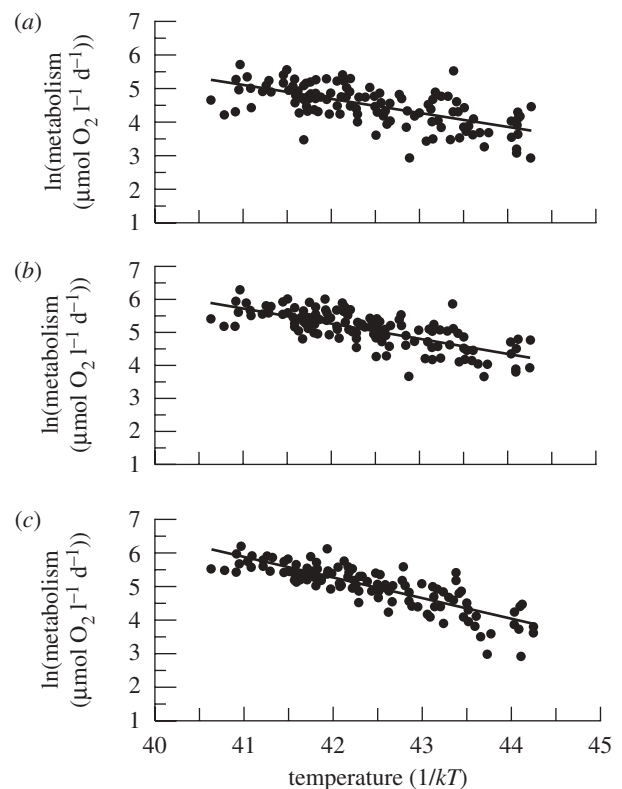 (a)
7
6
5
4
3
2
1
ln(metabolism
(μmol O₂ l⁻¹ d⁻¹))
(b)
7
6
5
4
3
2
1
ln(metabolism
(μmol O₂ l⁻¹ d⁻¹))
(c)
7
6
5
4
3
2
1
ln(metabolism
(μmol O₂ l⁻¹ d⁻¹))
40 41 42 43 44 45
temperature (1/kT)